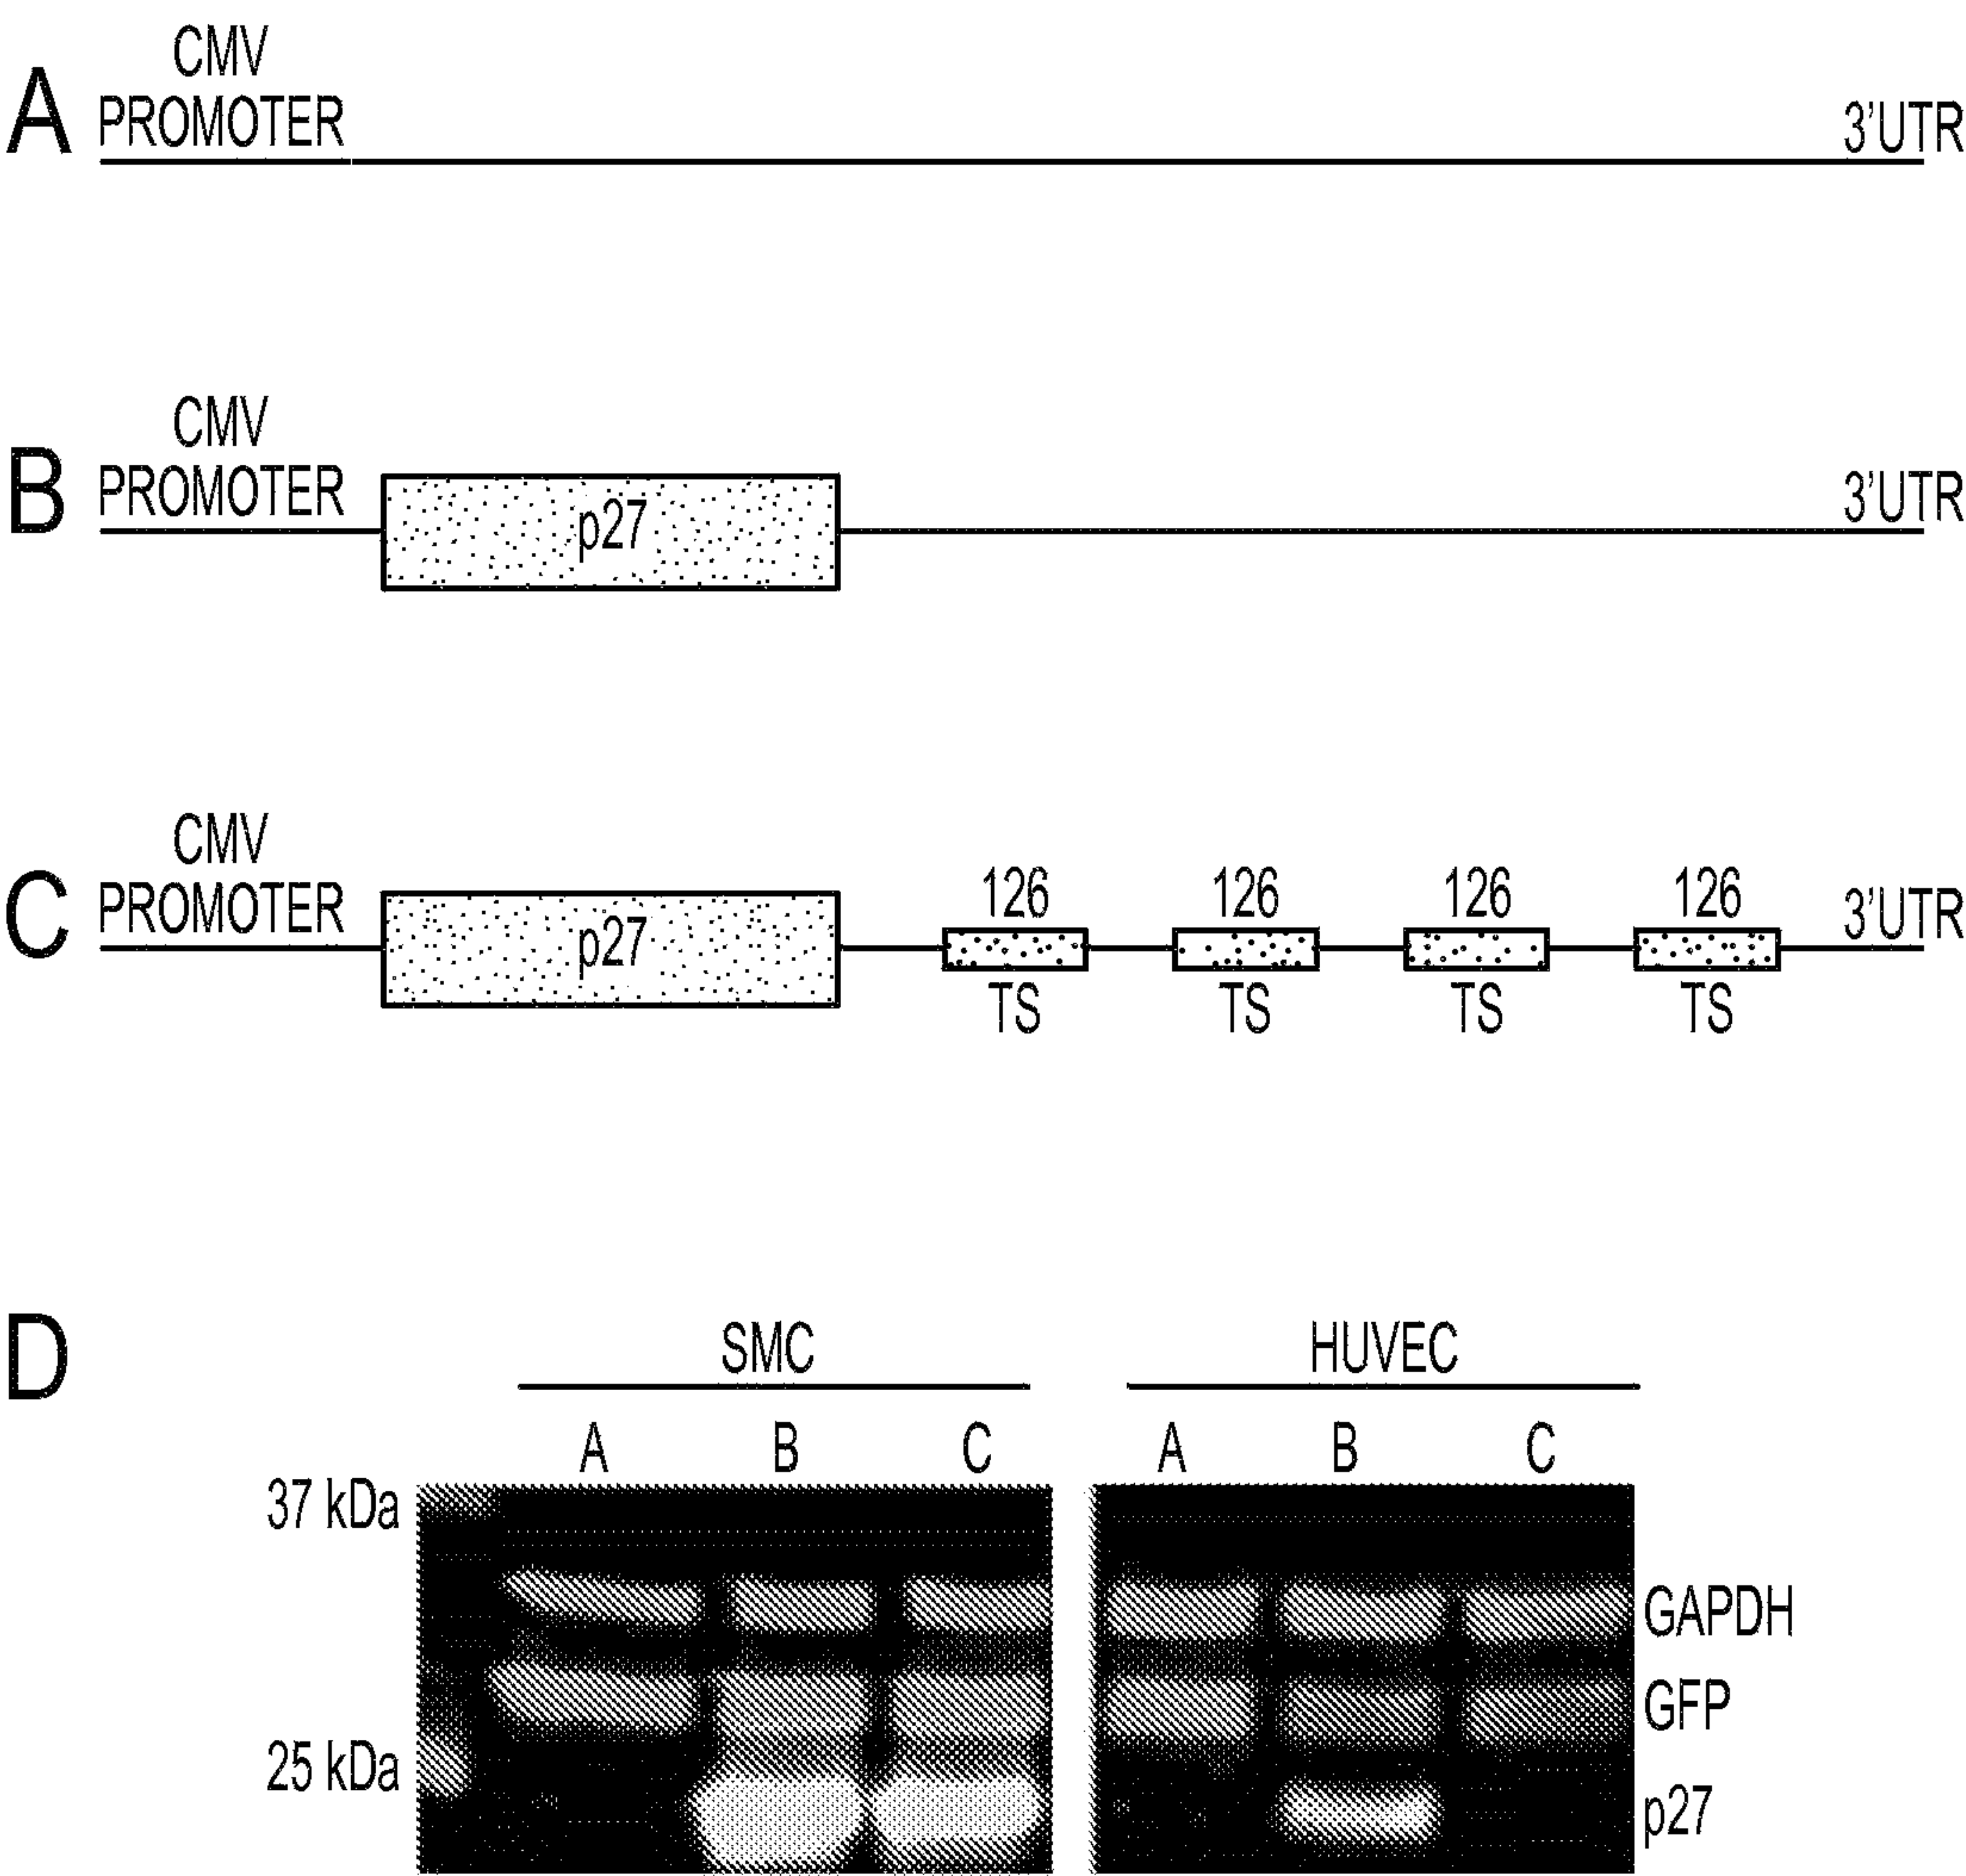 A
CMV
PROMOTER
3'UTR
B
CMV
PROMOTER
p27
3'UTR
C
CMV
PROMOTER
p27
126
126
126
126
3'UTR
TS
TS
TS
TS
D
SMC
HUVEC
A B C
A B C
37 kDa
GAPDH
GFP
25 kDa
p27